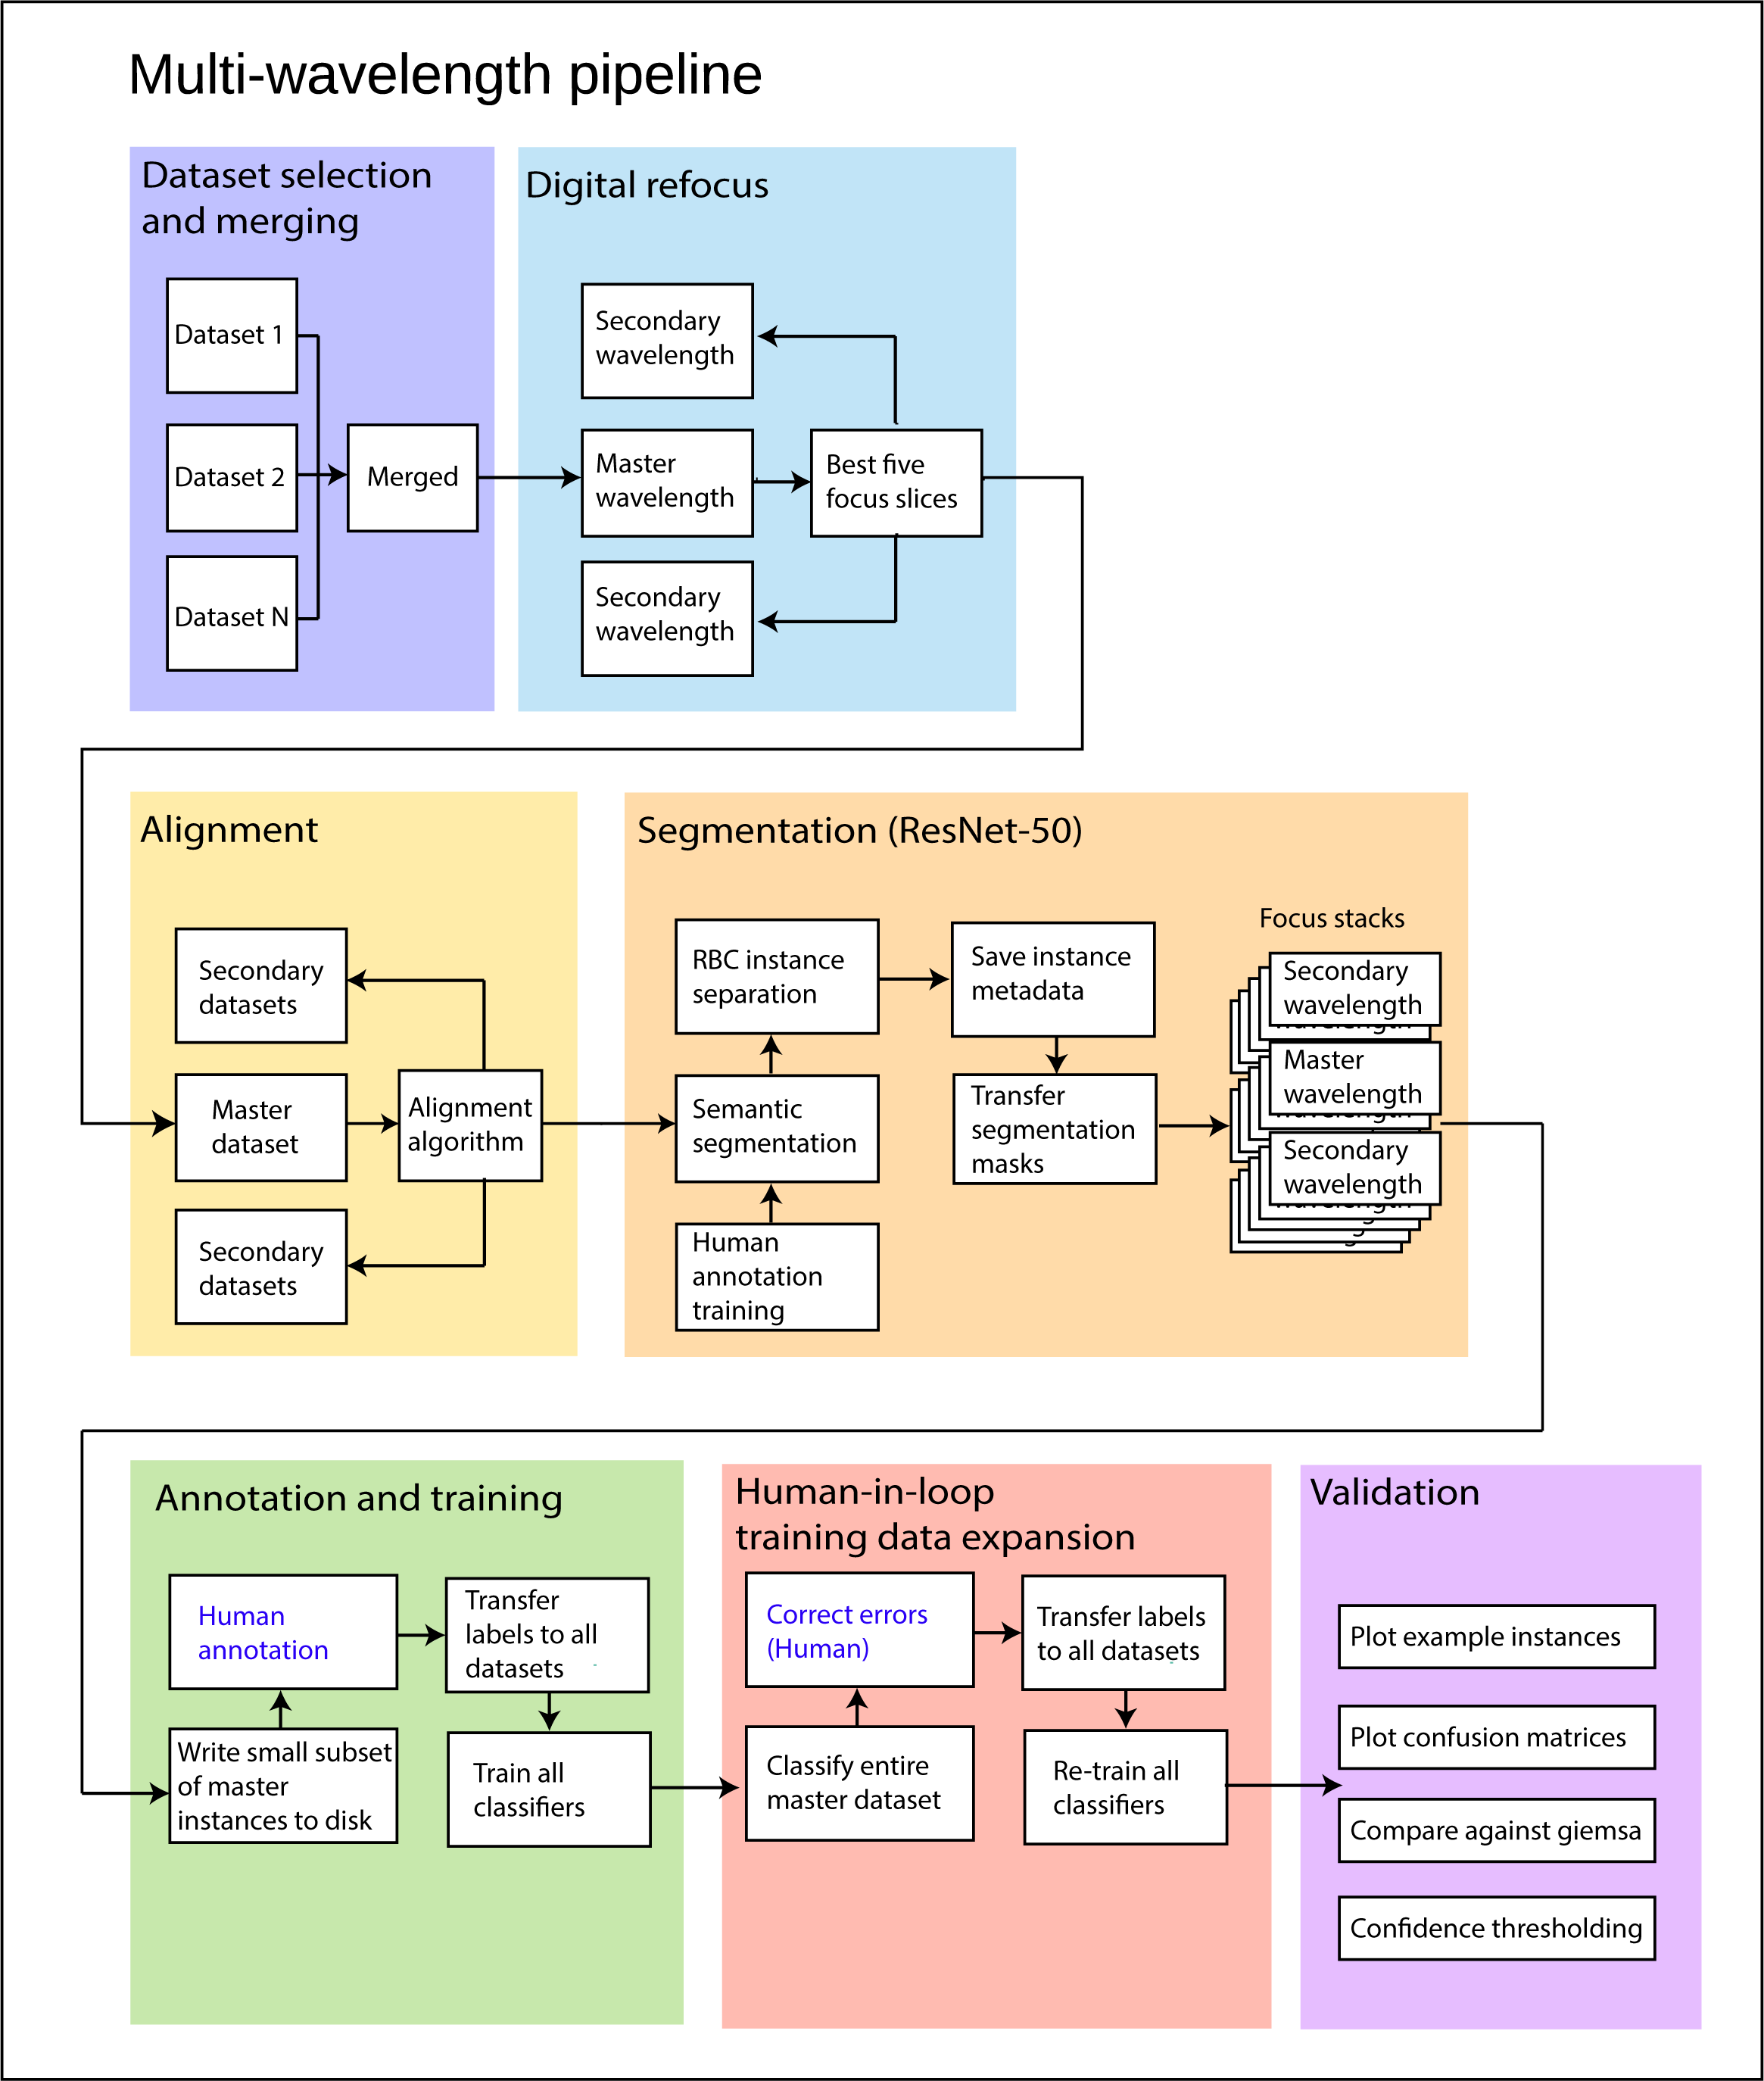 Multi-wavelength pipeline
Dataset selection
and merging
Dataset 1
Dataset 2
Dataset N
Merged
Digital refocus
Secondary
wavelength
Master
wavelength
Secondary
wavelength
Best five
focus slices
Alignment
Secondary
datasets
Master
dataset
Secondary
datasets
Alignment
algorithm
Segmentation (ResNet-50)
RBC instance
separation
Semantic
segmentation
Human
annotation
training
Save instance
metadata
Transfer
segmentation
masks
Focus stacks
Secondary
wavelength
Master
wavelength
Secondary
wavelength
Annotation and training
Human
annotation
Write small subset
of master
instances to disk
Transfer
labels to all
datasets
Train all
classifiers
Human-in-loop
training data expansion
Correct errors
(Human)
Classify entire
master dataset
Transfer labels
to all datasets
Re-train all
classifiers
Validation
Plot example instances
Plot confusion matrices
Compare against giemsa
Confidence thresholding